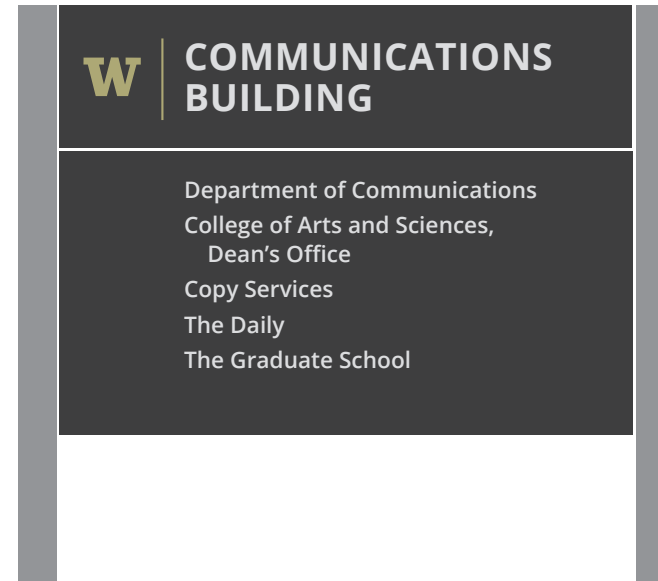 W
COMMUNICATIONS
BUILDING
Department of Communications
College of Arts and Sciences,
Dean’s Office
Copy Services
The Daily
The Graduate School